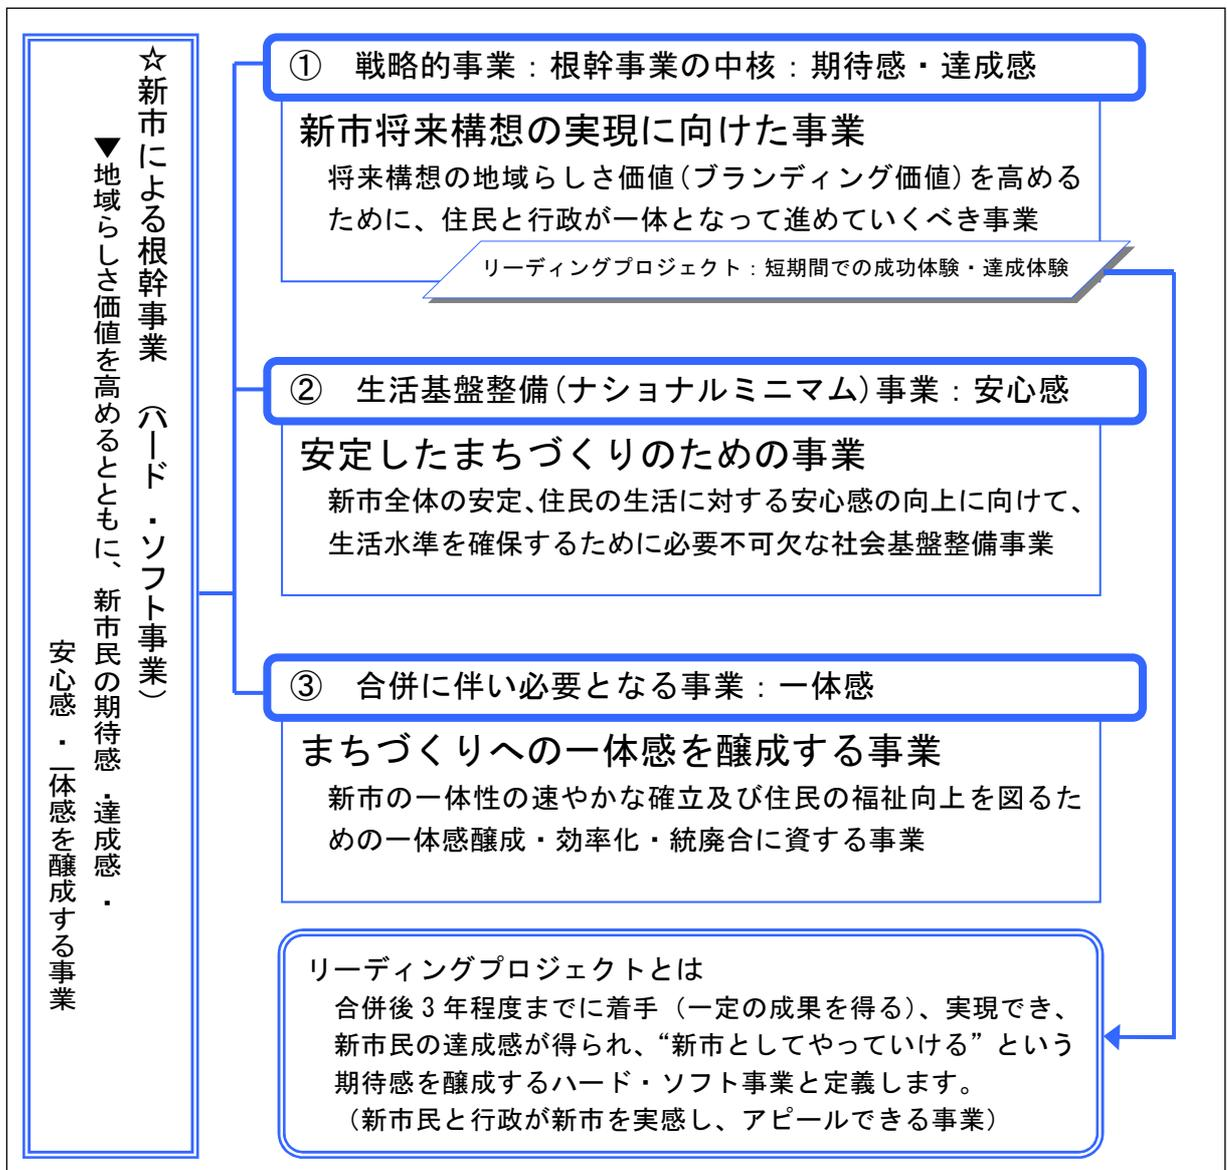 ☆新市による根幹事業　（ハード・ソフト事業）
▼地域らしさ価値を高めるとともに、新市民の期待感・達成感・
安心感・一体感を醸成する事業
①　戦略的事業：根幹事業の中核：期待感・達成感
新市将来構想の実現に向けた事業
将来構想の地域らしさ価値(ブランディング価値)を高める
ために、住民と行政が一体となって進めていくべき事業
リーディングプロジェクト：短期間での成功体験・達成体験
②　生活基盤整備(ナショナルミニマム)事業：安心感
安定したまちづくりのための事業
新市全体の安定、住民の生活に対する安心感の向上に向けて、
生活水準を確保するために必要不可欠な社会基盤整備事業
③　合併に伴い必要となる事業：一体感
まちづくりへの一体感を醸成する事業
新市の一体性の速やかな確立及び住民の福祉向上を図るた
めの一体感醸成・効率化・統廃合に資する事業
リーディングプロジェクトとは
合併後３年程度までに着手（一定の成果を得る）、実現でき、
新市民の達成感が得られ、“新市としてやっていける”という
期待感を醸成するハード・ソフト事業と定義します。
（新市民と行政が新市を実感し、アピールできる事業）